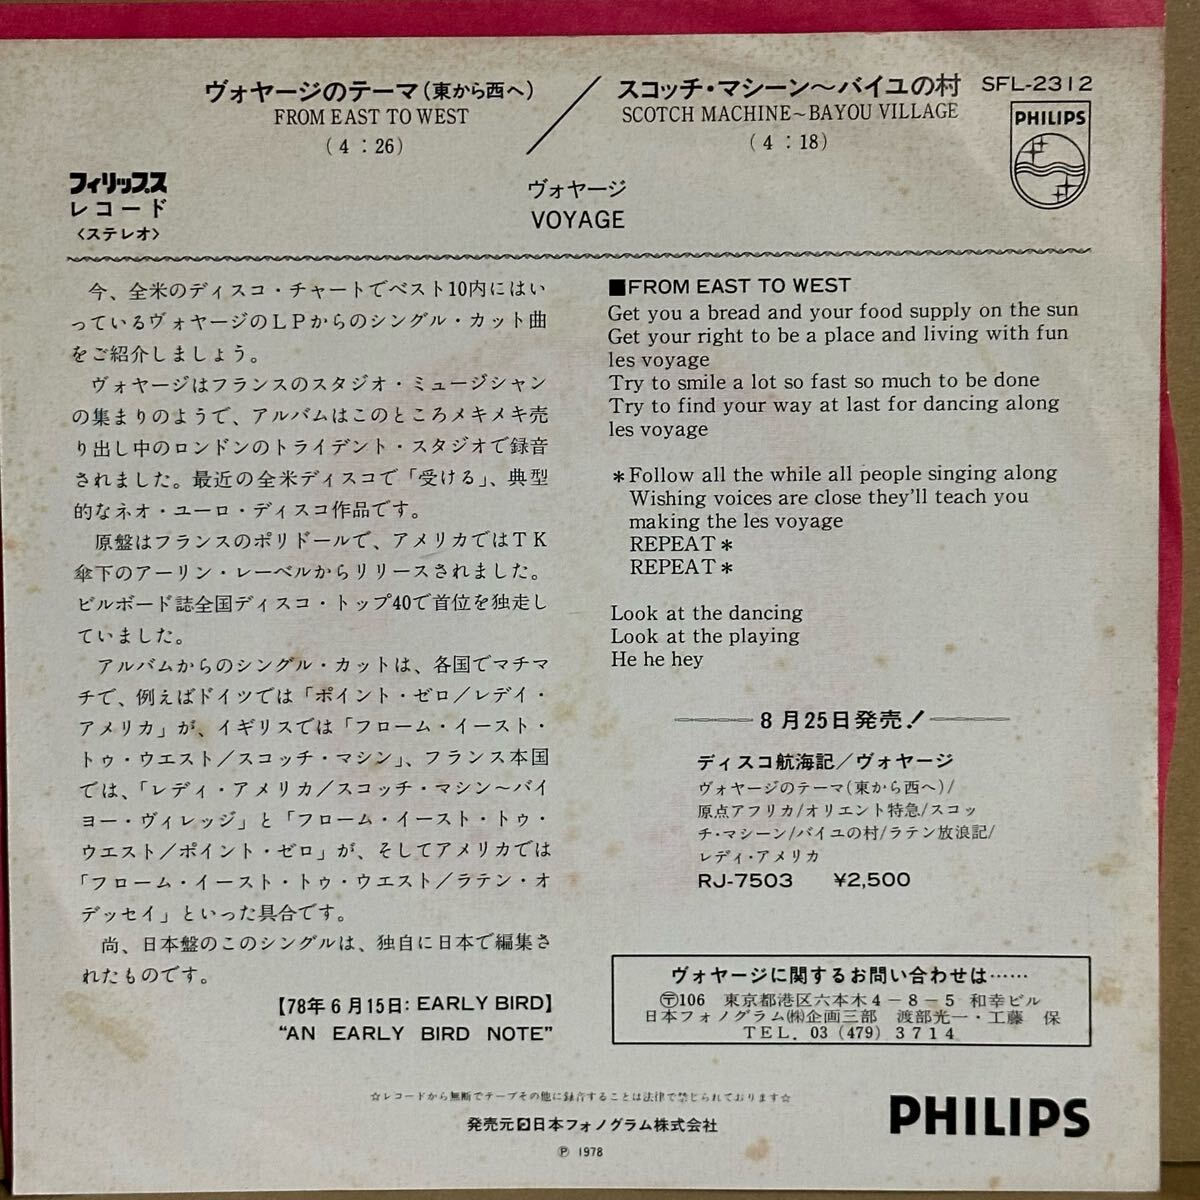 ヴォヤージのテーマ(東から西へ)
FROM EAST TO WEST
(4:26)
スコッチ・マシーン〜バイユの村
SCOTCH MACHINE~BAYOU VILLAGE
(4:18)
SFL-2312
PHILIPS
フィリップス
レコード
〈ステレオ〉
ヴォヤージ
VOYAGE
今、全米のディスコ・チャートでベスト10内にはい
っているヴォヤージのLPからのシングル・カット曲
をご紹介しましょう。
ヴォヤージはフランスのスタジオ・ミュージシャン
の集まりのようで、アルバムはこのところメキメキ売
り出し中のロンドンのトライデント・スタジオで録音
されました。最近の全米ディスコで「受ける」、典型
的なネオ・ユーロ・ディスコ作品です。
原盤はフランスのポリドールで、アメリカではTK
傘下のアーリン・レーベルからリリースされました。
ビルボード誌全国ディスコ・トップ40で首位を独走し
ていました。
アルバムからのシングル・カットは、各国でマチマ
チで、例えばドイツでは「ポイント・ゼロ/レデイ・
アメリカ」が、イギリスでは「フローム・イースト・
トゥ・ウエスト/スコッチ・マシン」、フランス本国
では、「レディ・アメリカ/スコッチ・マシン〜バイ
ヨー・ヴィレッジ」と「フローム・イースト・トゥ・
ウエスト/ポイント・ゼロ」が、そしてアメリカでは
「フローム・イースト・トゥ・ウエスト/ラテン・オ
デッセイ」といった具合です。
尚、日本盤のこのシングルは、独自に日本で編集さ
れたものです。
【78年6月15日: EARLY BIRD】
"AN EARLY BIRD NOTE"
■FROM EAST TO WEST
Get you a bread and your food supply on the sun
Get your right to be a place and living with fun
les voyage
Try to smile a lot so fast so much to be done
Try to find your way at last for dancing along
les voyage
*Follow all the while all people singing along
Wishing voices are close they'll teach you
making the les voyage
REPEAT*
REPEAT*
Look at the dancing
Look at the playing
He he hey
8月25日発売!
ディスコ航海記/ヴォヤージ
ヴォヤージのテーマ(東から西へ)/
原点アフリカ/オリエント特急/スコッ
チ・マシーン/バイユの村/ラテン放浪記/
レディ・アメリカ
RJ-7503 ¥2,500
ヴォヤージに関するお問い合わせは……
〒106 東京都港区六本木4-8-5 和幸ビル
日本フォノグラム㈱企画三部 渡部光一・工藤 保
TEL. 03 (479) 3714
☆レコードから無断でテープその他に録音することは法律で禁じられております☆
発売元 日本フォノグラム株式会社
℗ 1978
PHILIPS